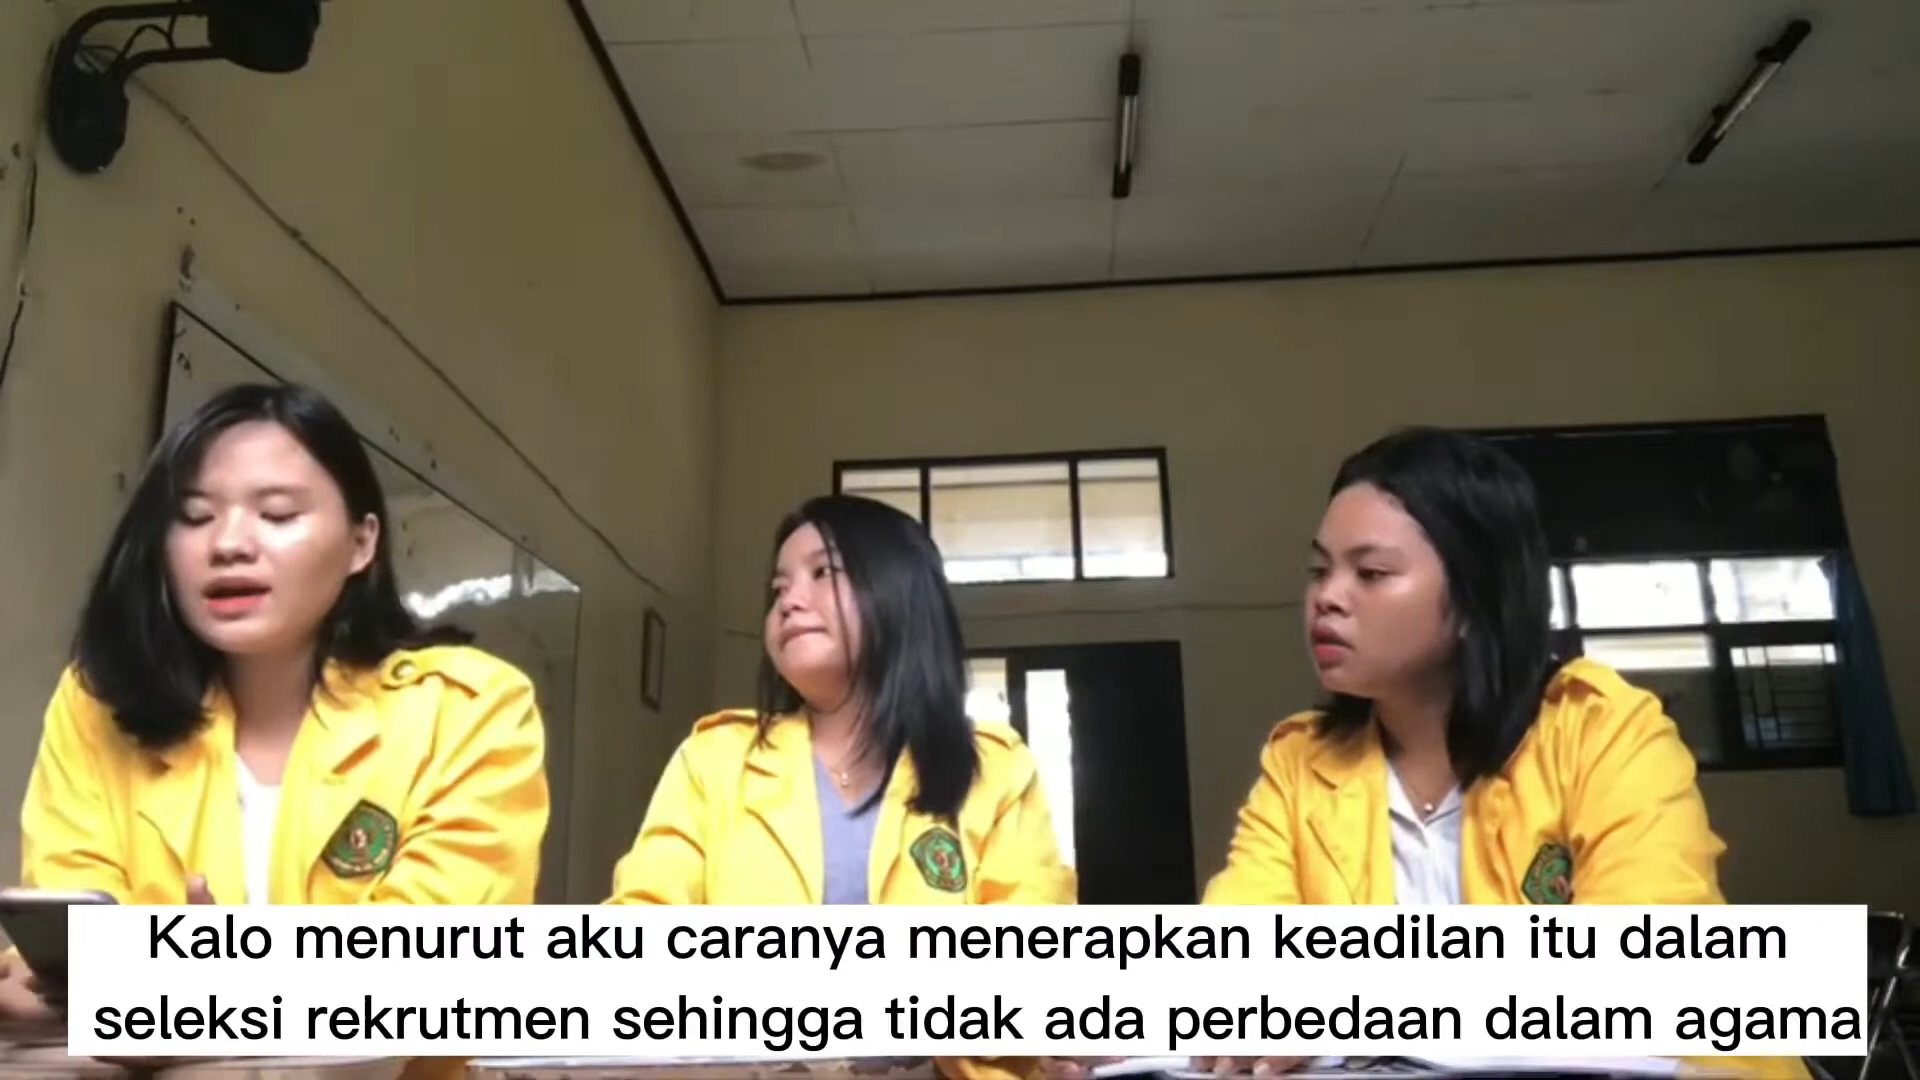 Kalo menurut aku caranya menerapkan keadilan itu dalam
seleksi rekrutmen sehingga tidak ada perbedaan dalam agama